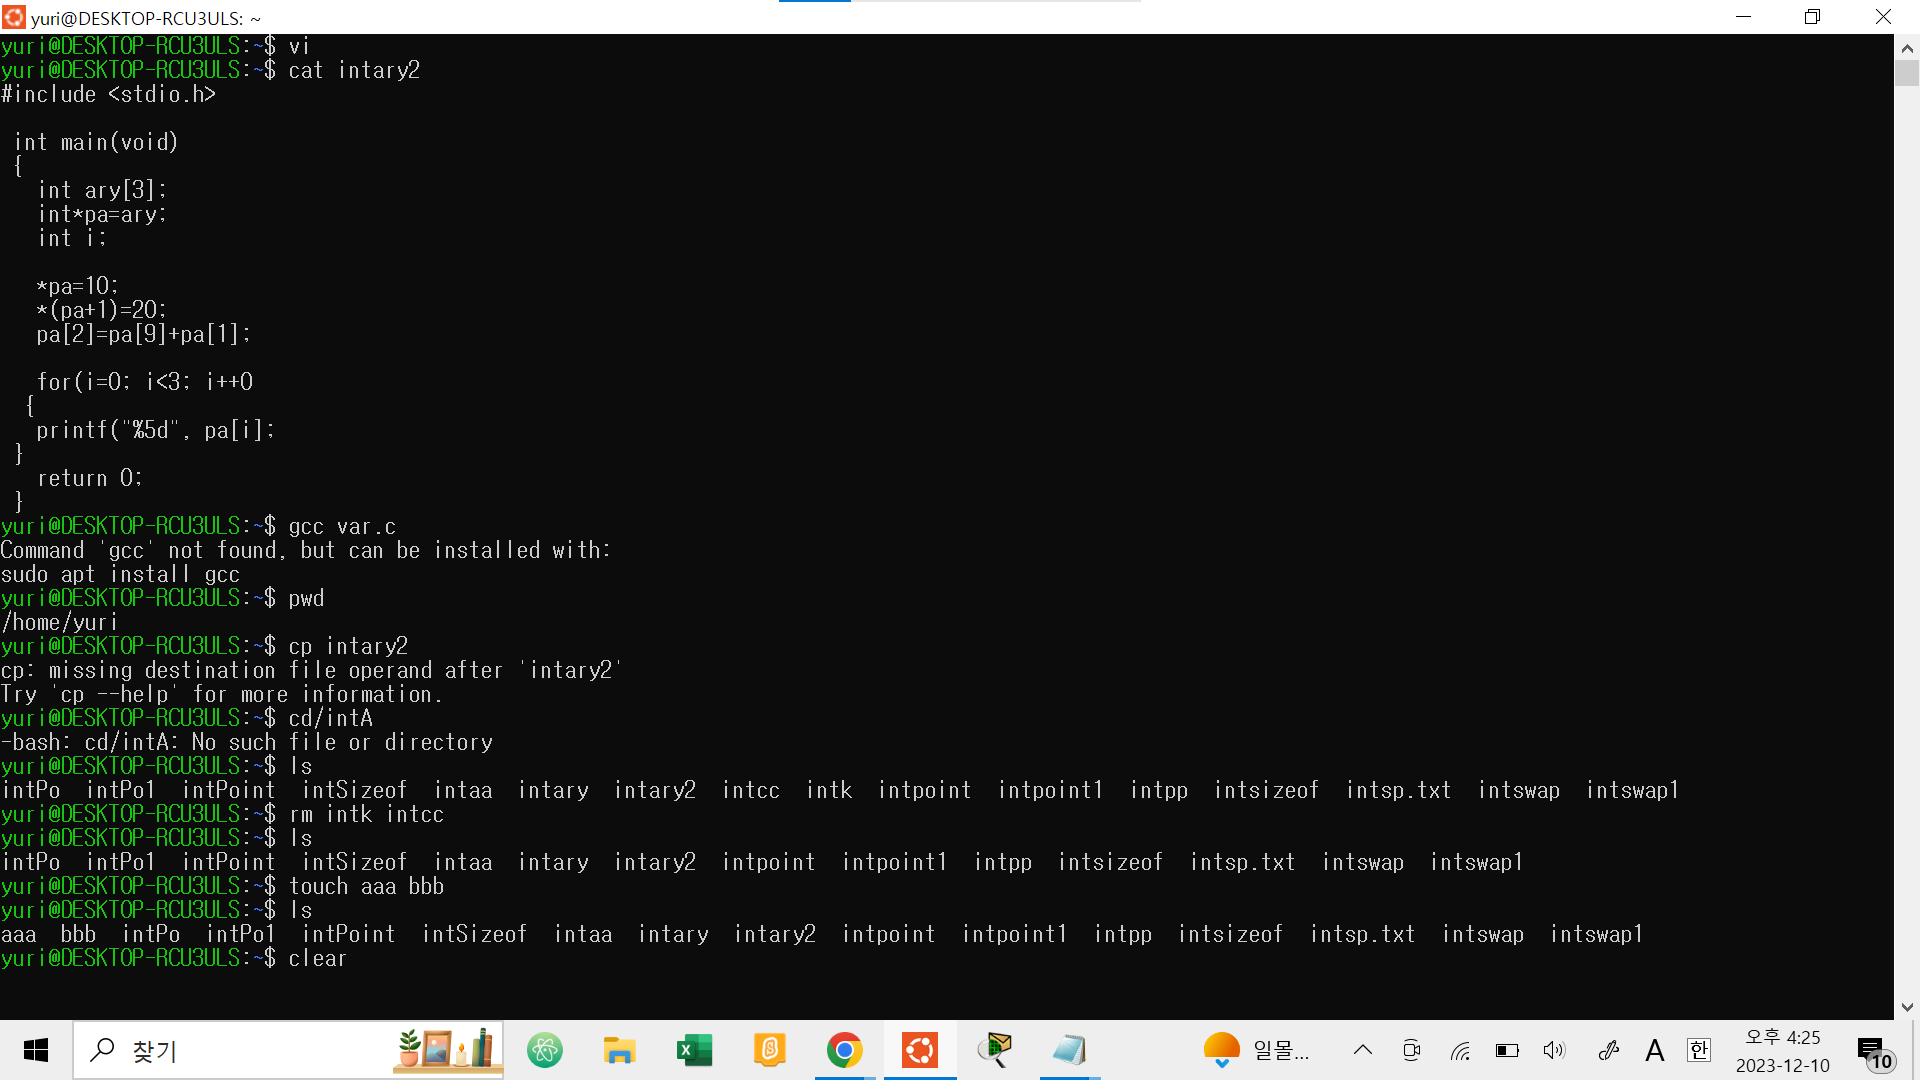 yuri@DESKTOP-RCU3ULS: ~
yuri@DESKTOP-RCU3ULS:~$ vi
yuri@DESKTOP-RCU3ULS:~$ cat intary2
#include <stdio.h>
int main(void)
{
int ary[3];
int*pa=ary;
int i;
*pa=10;
*(pa+1)=20;
pa[2]=pa[9]+pa[1];
for(i=0; i<3; i++0
{
printf("%5d", pa[i];
}
return 0;
}
yuri@DESKTOP-RCU3ULS:~$ gcc var.c
Command 'gcc' not found, but can be installed with:
sudo apt install gcc
yuri@DESKTOP-RCU3ULS:~$ pwd
/home/yuri
yuri@DESKTOP-RCU3ULS:~$ cp intary2
cp: missing destination file operand after 'intary2'
Try 'cp --help' for more information.
yuri@DESKTOP-RCU3ULS:~$ cd/intA
-bash: cd/intA: No such file or directory
yuri@DESKTOP-RCU3ULS:~$ ls
intPo  intPo1  intPoint  intSizeof  intaa  intary  intary2  intcc  intk  intpoint  intpoint1  intpp  intsizeof  intsp.txt  intswap  intswap1
yuri@DESKTOP-RCU3ULS:~$ rm intk intcc
yuri@DESKTOP-RCU3ULS:~$ ls
intPo  intPo1  intPoint  intSizeof  intaa  intary  intary2  intpoint  intpoint1  intpp  intsizeof  intsp.txt  intswap  intswap1
yuri@DESKTOP-RCU3ULS:~$ touch aaa bbb
yuri@DESKTOP-RCU3ULS:~$ ls
aaa  bbb  intPo  intPo1  intPoint  intSizeof  intaa  intary  intary2  intpoint  intpoint1  intpp  intsizeof  intsp.txt  intswap  intswap1
yuri@DESKTOP-RCU3ULS:~$ clear
찾기
일몰...
A
한
오후 4:25
2023-12-10
10